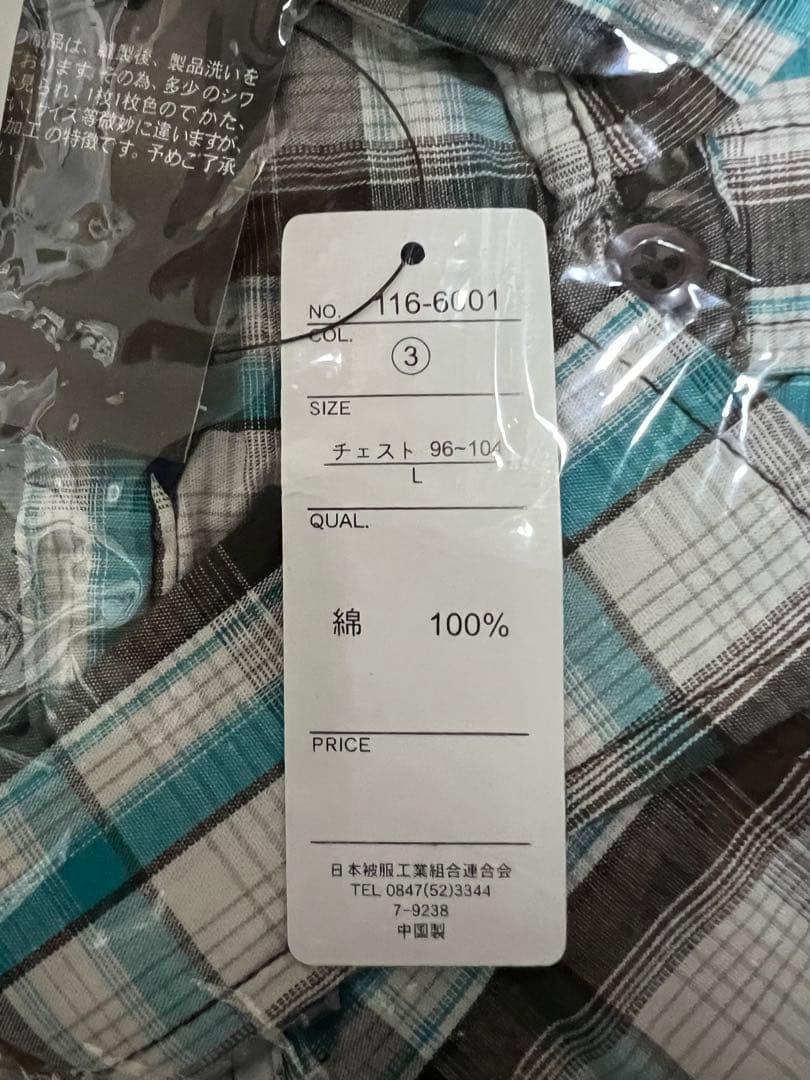 商品は、縫製後、製品洗いを
おります。その為、多少のシワ
見られ、1枚1枚色のでかた、
い、サイズ等微妙に違いますが、
加工の特徴です。予めご了承
い。
NO. 116-6001
COL.
③
SIZE
チェスト 96~104
L
QUAL.
綿 100%
PRICE
日本被服工業組合連合会
TEL 0847(52)3344
7-9238
中国製